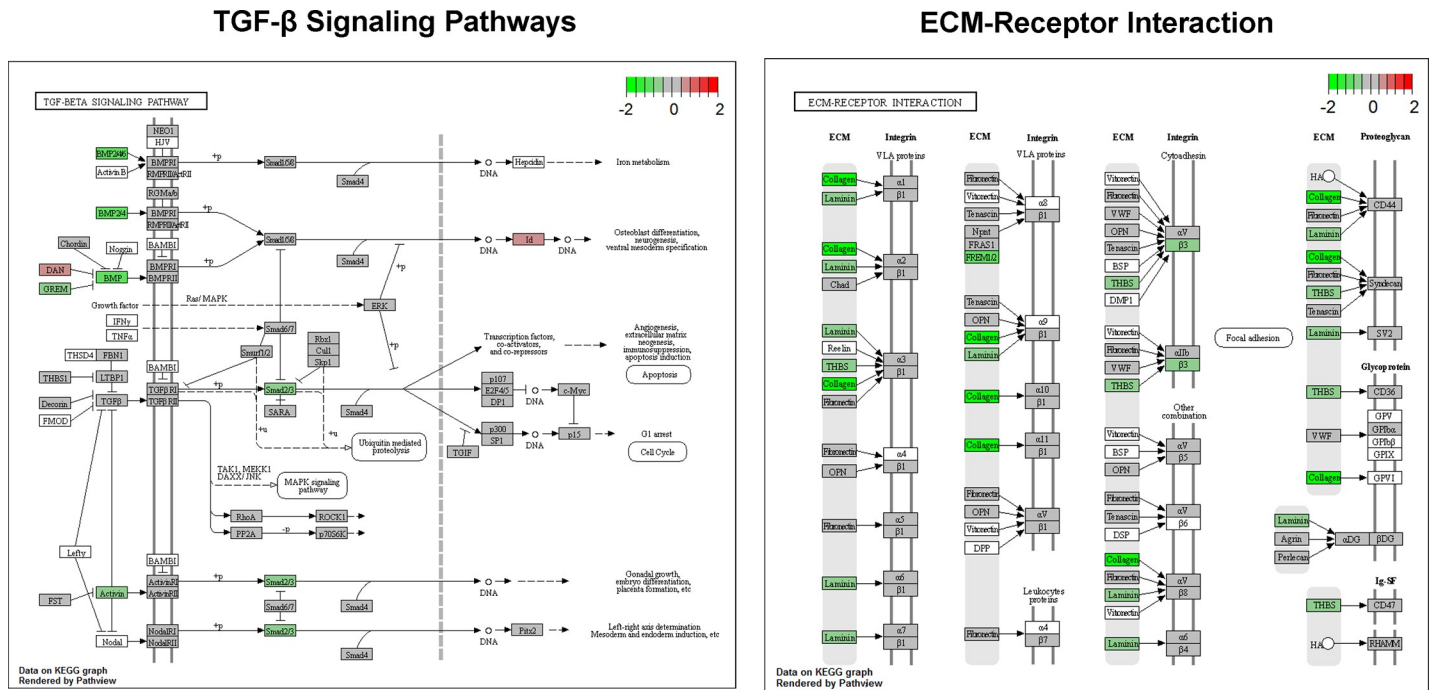 TGF-β Signaling Pathways
ECM-Receptor Interaction
TGF-BETA SIGNALING PATHWAY
-2 0 2
NEO1
HJV
BMP2/4/6
Activin B
BMPRI
RMPRII/ActRII
RGMa/b
+p
Smad1/5/8
Smad4
DNA
Hepcidin
Iron metabolism
BMP2/4
BMPRI
RMPRII/ActRII
+p
Chordin
Noggin
BAMBI
Smad1/5/8
Smad4
DNA
Id
DNA
Osteoblast differentiation,
neurogenesis,
ventral mesoderm specification
DAN
GREM
BMP
BMPRI
BMPRII
+p
+p
Growth factor
Ras/ MAPK
ERK
IFNγ
TNFα
Smad6/7
+p
Smurf1/2
Rbx1
Cul1
Skp1
Transcription factors,
co-activators,
and co-repressors
Angiogenesis,
extracellular matrix
neogenesis,
immunosuppression,
apoptosis induction
Apoptosis
THSD4
FBN1
BAMBI
THBS1
LTBP1
Decorin
FMOD
TGFβ
TGFβ RI
TGFβ RII
+p
Smad2/3
SARA
Smad4
p107
E2F4/5
DP1
DNA
c-Myc
p300
SP1
TGIF
DNA
p15
G1 arrest
Cell Cycle
+u
+u
Ubiquitin mediated
proteolysis
TAK1, MEKK1
DAXX/ JNK
MAPK signaling
pathway
RhoA
ROCK1
PP2A
-p
p70S6K
Lefty
BAMBI
FST
Activin
ActivinRI
ActivinRII
+p
Smad2/3
Smad4
DNA
Gonadal growth,
embryo differentiation,
placenta formation, etc
Smad6/7
Nodal
NodalRI
NodalRII
+p
Smad2/3
Smad4
DNA
Pitx2
Left-right axis determination
Mesoderm and endoderm induction, etc
Data on KEGG graph
Rendered by Pathview
ECM-RECEPTOR INTERACTION
-2 0 2
ECM
Integrin
VLA proteins
Collagen
Laminin
α1
β1
Collagen
Laminin
Chad
α2
β1
Laminin
Reelin
THBS
Collagen
α3
β1
Fibronectin
OPN
α4
β1
Fibronectin
α5
β1
Laminin
α6
β1
Laminin
α7
β1
ECM
Integrin
VLA proteins
Fibronectin
Vitronectin
Tenascin
α8
β1
Npnt
FRAS1
FREM1/2
Tenascin
OPN
Collagen
Laminin
α9
β1
Collagen
α10
β1
Collagen
α11
β1
Fibronectin
OPN
Vitronectin
DPP
αV
β1
Leukocytes
proteins
Fibronectin
α4
β7
ECM
Integrin
Cytoadhesin
Vitronectin
Fibronectin
VWF
OPN
Tenascin
BSP
THBS
DMP1
αV
β3
Vitronectin
Fibronectin
VWF
THBS
αIIb
β3
Other
combination
Vitronectin
BSP
OPN
αV
β5
Fibronectin
Tenascin
DSP
αV
β6
Collagen
Fibronectin
Laminin
Vitronectin
αV
β8
Laminin
α6
β4
Focal adhesion
ECM
Proteoglycan
HA
Collagen
Fibronectin
Laminin
CD44
Collagen
Fibronectin
THBS
Tenascin
Syndecan
Laminin
SV2
Glycoprotein
THBS
CD36
VWF
GPV
GPIbα
GPIbβ
GPIX
Collagen
GPVI
Laminin
Agrin
Perlecan
αDG
βDG
Ig-SF
THBS
CD47
HA
RHAMM
Data on KEGG graph
Rendered by Pathview